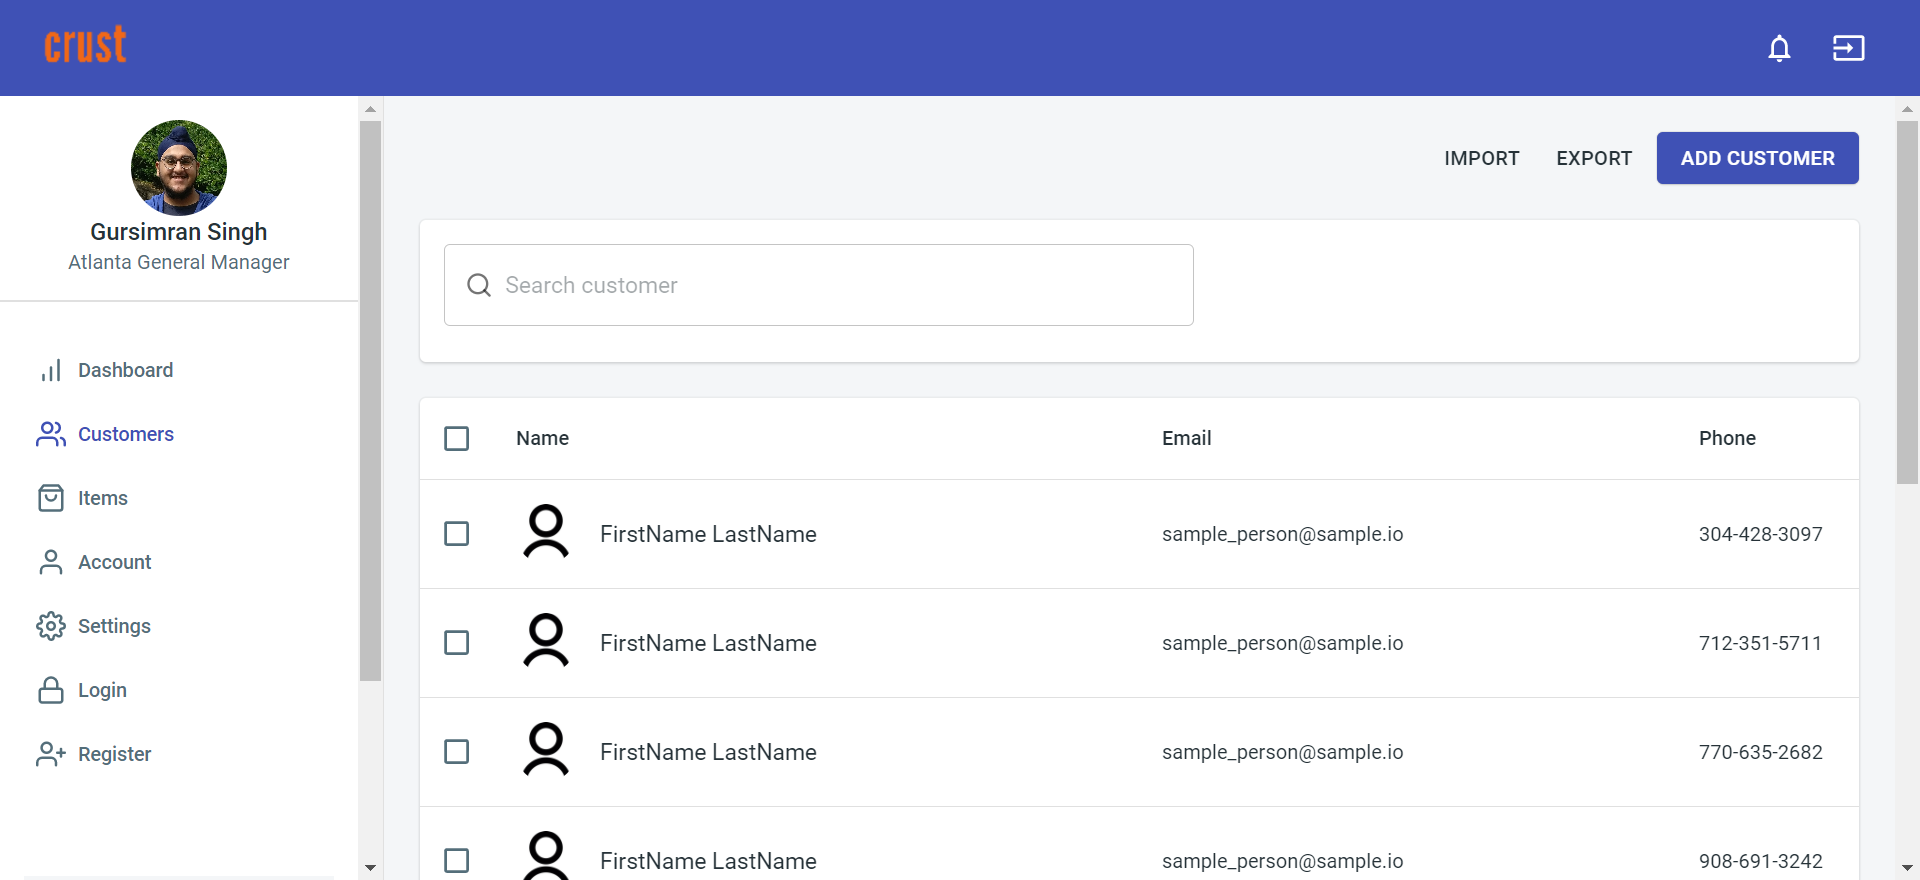 crust
Gursimran Singh
Atlanta General Manager
Dashboard
Customers
Items
Account
Settings
Login
Register
IMPORT EXPORT ADD CUSTOMER
Search customer
Name Email Phone
FirstName LastName sample_person@sample.io 304-428-3097
FirstName LastName sample_person@sample.io 712-351-5711
FirstName LastName sample_person@sample.io 770-635-2682
FirstName LastName sample_person@sample.io 908-691-3242